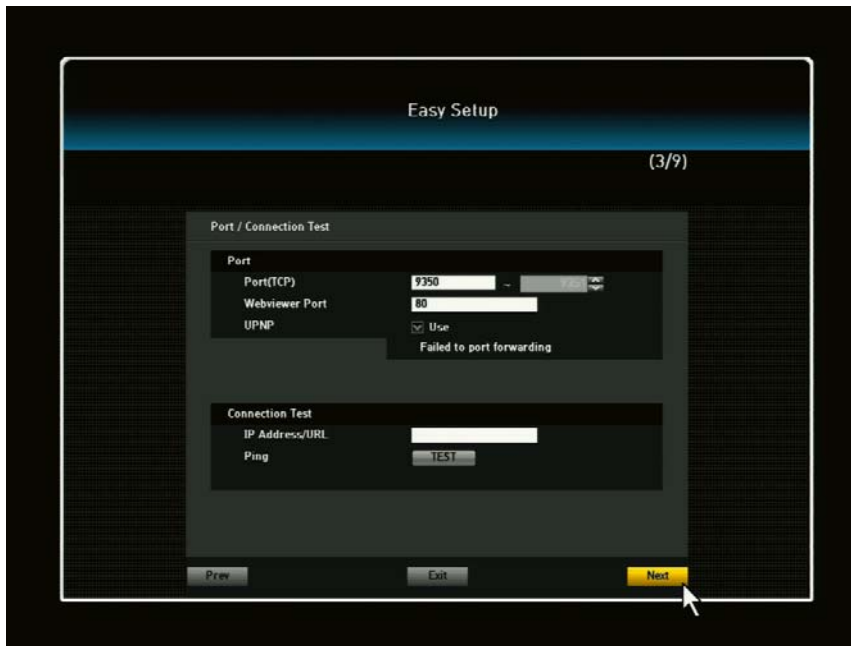 Easy Setup
(3/9)
Port / Connection Test
Port
Port(TCP) 9350 ~
Webviewer Port 80
UPNP Use
Failed to port forwarding
Connection Test
IP Address/URL
Ping TEST
Prev Exit Next